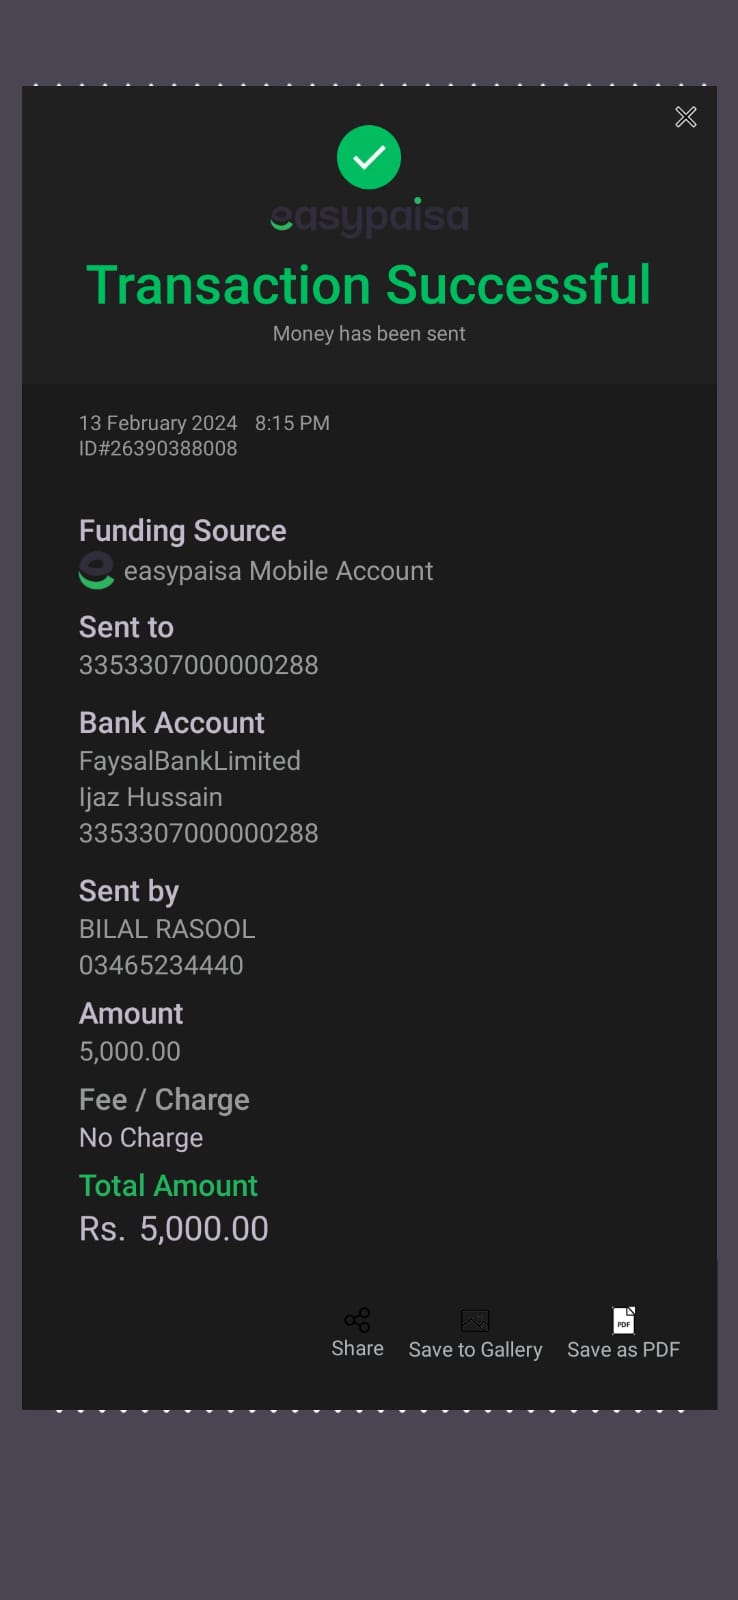 easypaisa
Transaction Successful
Money has been sent
13 February 2024 8:15 PM
ID#26390388008
Funding Source
easypaisa Mobile Account
Sent to
3353307000000288
Bank Account
FaysalBankLimited
Ijaz Hussain
3353307000000288
Sent by
BILAL RASOOL
03465234440
Amount
5,000.00
Fee / Charge
No Charge
Total Amount
Rs. 5,000.00
PDF
Share Save to Gallery Save as PDF